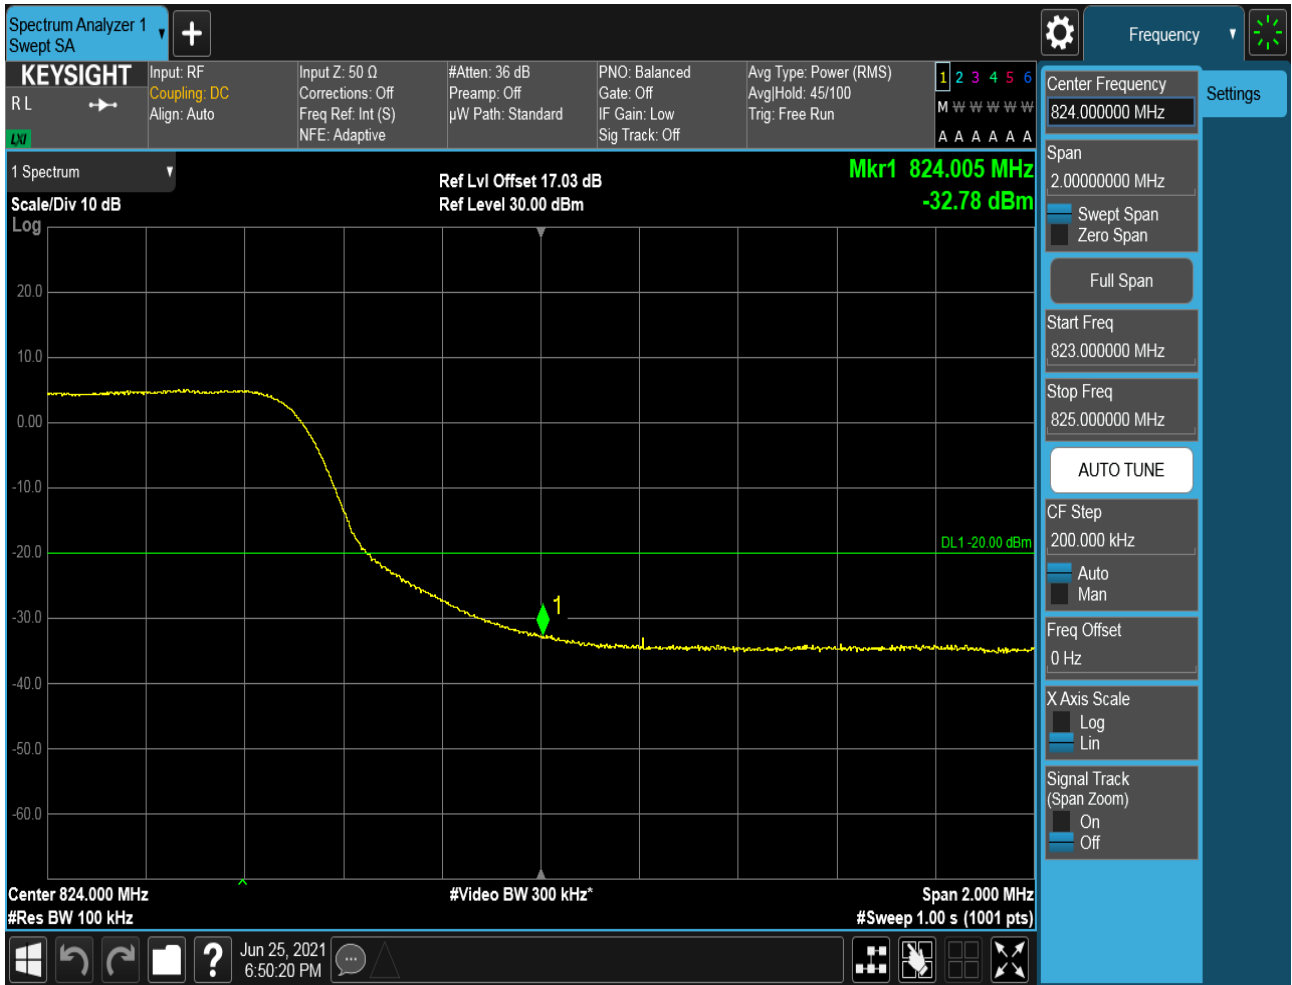 Spectrum Analyzer 1
Swept SA
Frequency
KEYSIGHT
R L
LXI
Input: RF
Coupling: DC
Align: Auto
Input Z: 50 Ω
Corrections: Off
Freq Ref: Int (S)
NFE: Adaptive
#Atten: 36 dB
Preamp: Off
µW Path: Standard
PNO: Balanced
Gate: Off
IF Gain: Low
Sig Track: Off
Avg Type: Power (RMS)
Avg|Hold: 45/100
Trig: Free Run
1 2 3 4 5 6
M W W W W W
A A A A A A
1 Spectrum
Scale/Div 10 dB
Log
Ref Lvl Offset 17.03 dB
Ref Level 30.00 dBm
Mkr1 824.005 MHz
-32.78 dBm
20.0
10.0
0.00
-10.0
-20.0
-30.0
-40.0
-50.0
-60.0
DL1 -20.00 dBm
1
Center 824.000 MHz
#Res BW 100 kHz
#Video BW 300 kHz*
Span 2.000 MHz
#Sweep 1.00 s (1001 pts)
?
Jun 25, 2021
6:50:20 PM
Center Frequency
824.000000 MHz
Settings
Span
2.00000000 MHz
Swept Span
Zero Span
Full Span
Start Freq
823.000000 MHz
Stop Freq
825.000000 MHz
AUTO TUNE
CF Step
200.000 kHz
Auto
Man
Freq Offset
0 Hz
X Axis Scale
Log
Lin
Signal Track
(Span Zoom)
On
Off